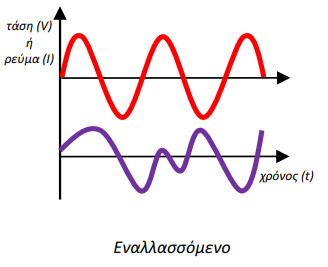 τάση (V)
ή
ρεύμα (I)
χρόνος (t)
Εναλλασσόμενο